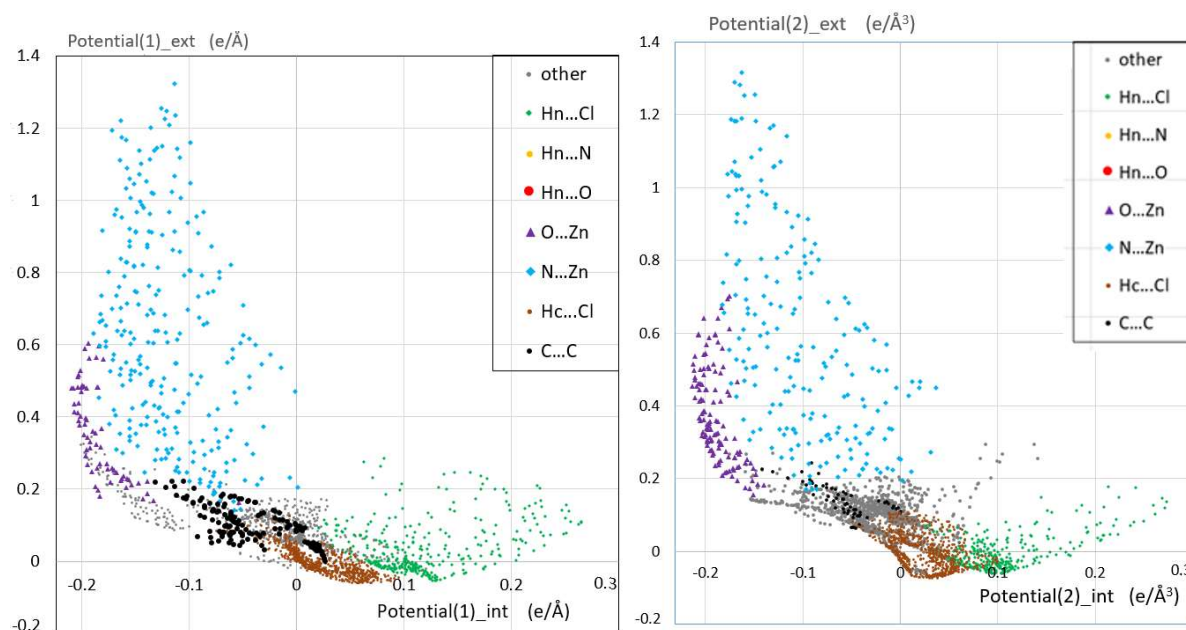 Potential(1)_ext (e/Å)
1.4
1.2
1
0.8
0.6
0.4
0.2
0
-0.2
-0.2
-0.1
0
0.1
0.2
0.3
Potential(1)_int (e/Å)
other
Hn...Cl
Hn...N
Hn...O
O...Zn
N...Zn
Hc...Cl
C...C
Potential(2)_ext (e/Å³)
1.4
1.2
1
0.8
0.6
0.4
0.2
0
-0.2
-0.2
-0.1
0
0.1
0.2
0.3
Potential(2)_int (e/Å³)
other
Hn...Cl
Hn...N
Hn...O
O...Zn
N...Zn
Hc...Cl
C...C